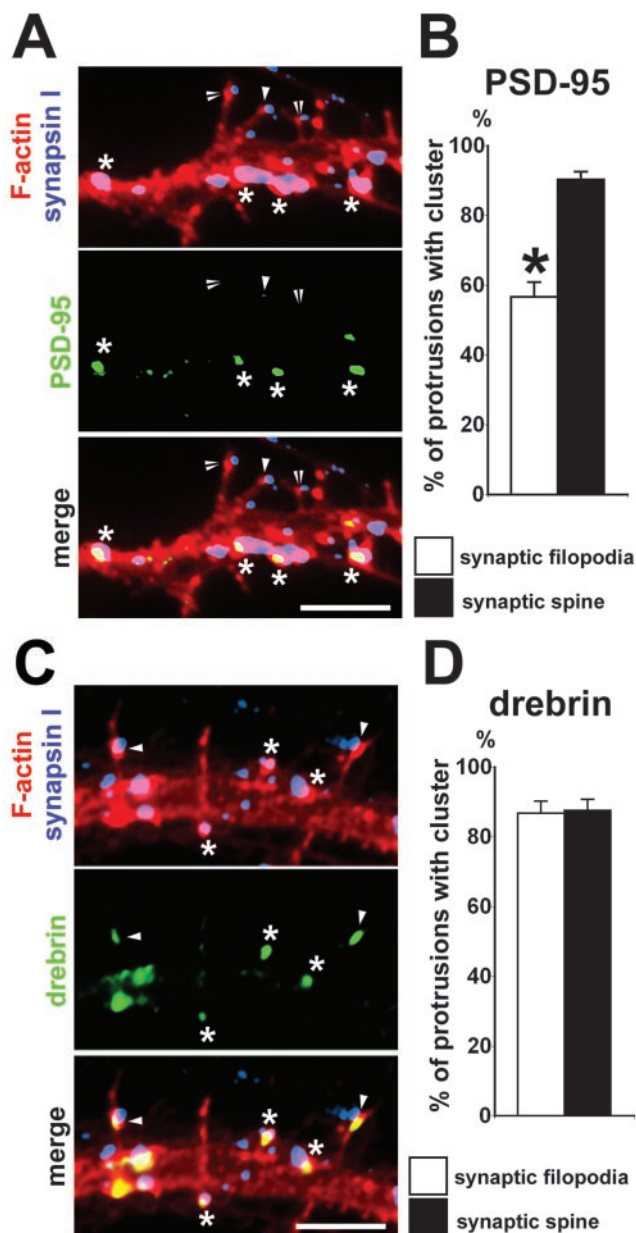 A
F-actin
synapsin I
PSD-95
merge
*
*
*
*
*
*
*
*
*
*
*
*
B
PSD-95
%
% of protrusions with cluster
100
80
60
40
20
0
*
synaptic filopodia
synaptic spine
C
F-actin
synapsin I
drebrin
merge
*
*
*
*
*
*
*
*
*
D
drebrin
%
% of protrusions with cluster
100
80
60
40
20
0
synaptic filopodia
synaptic spine